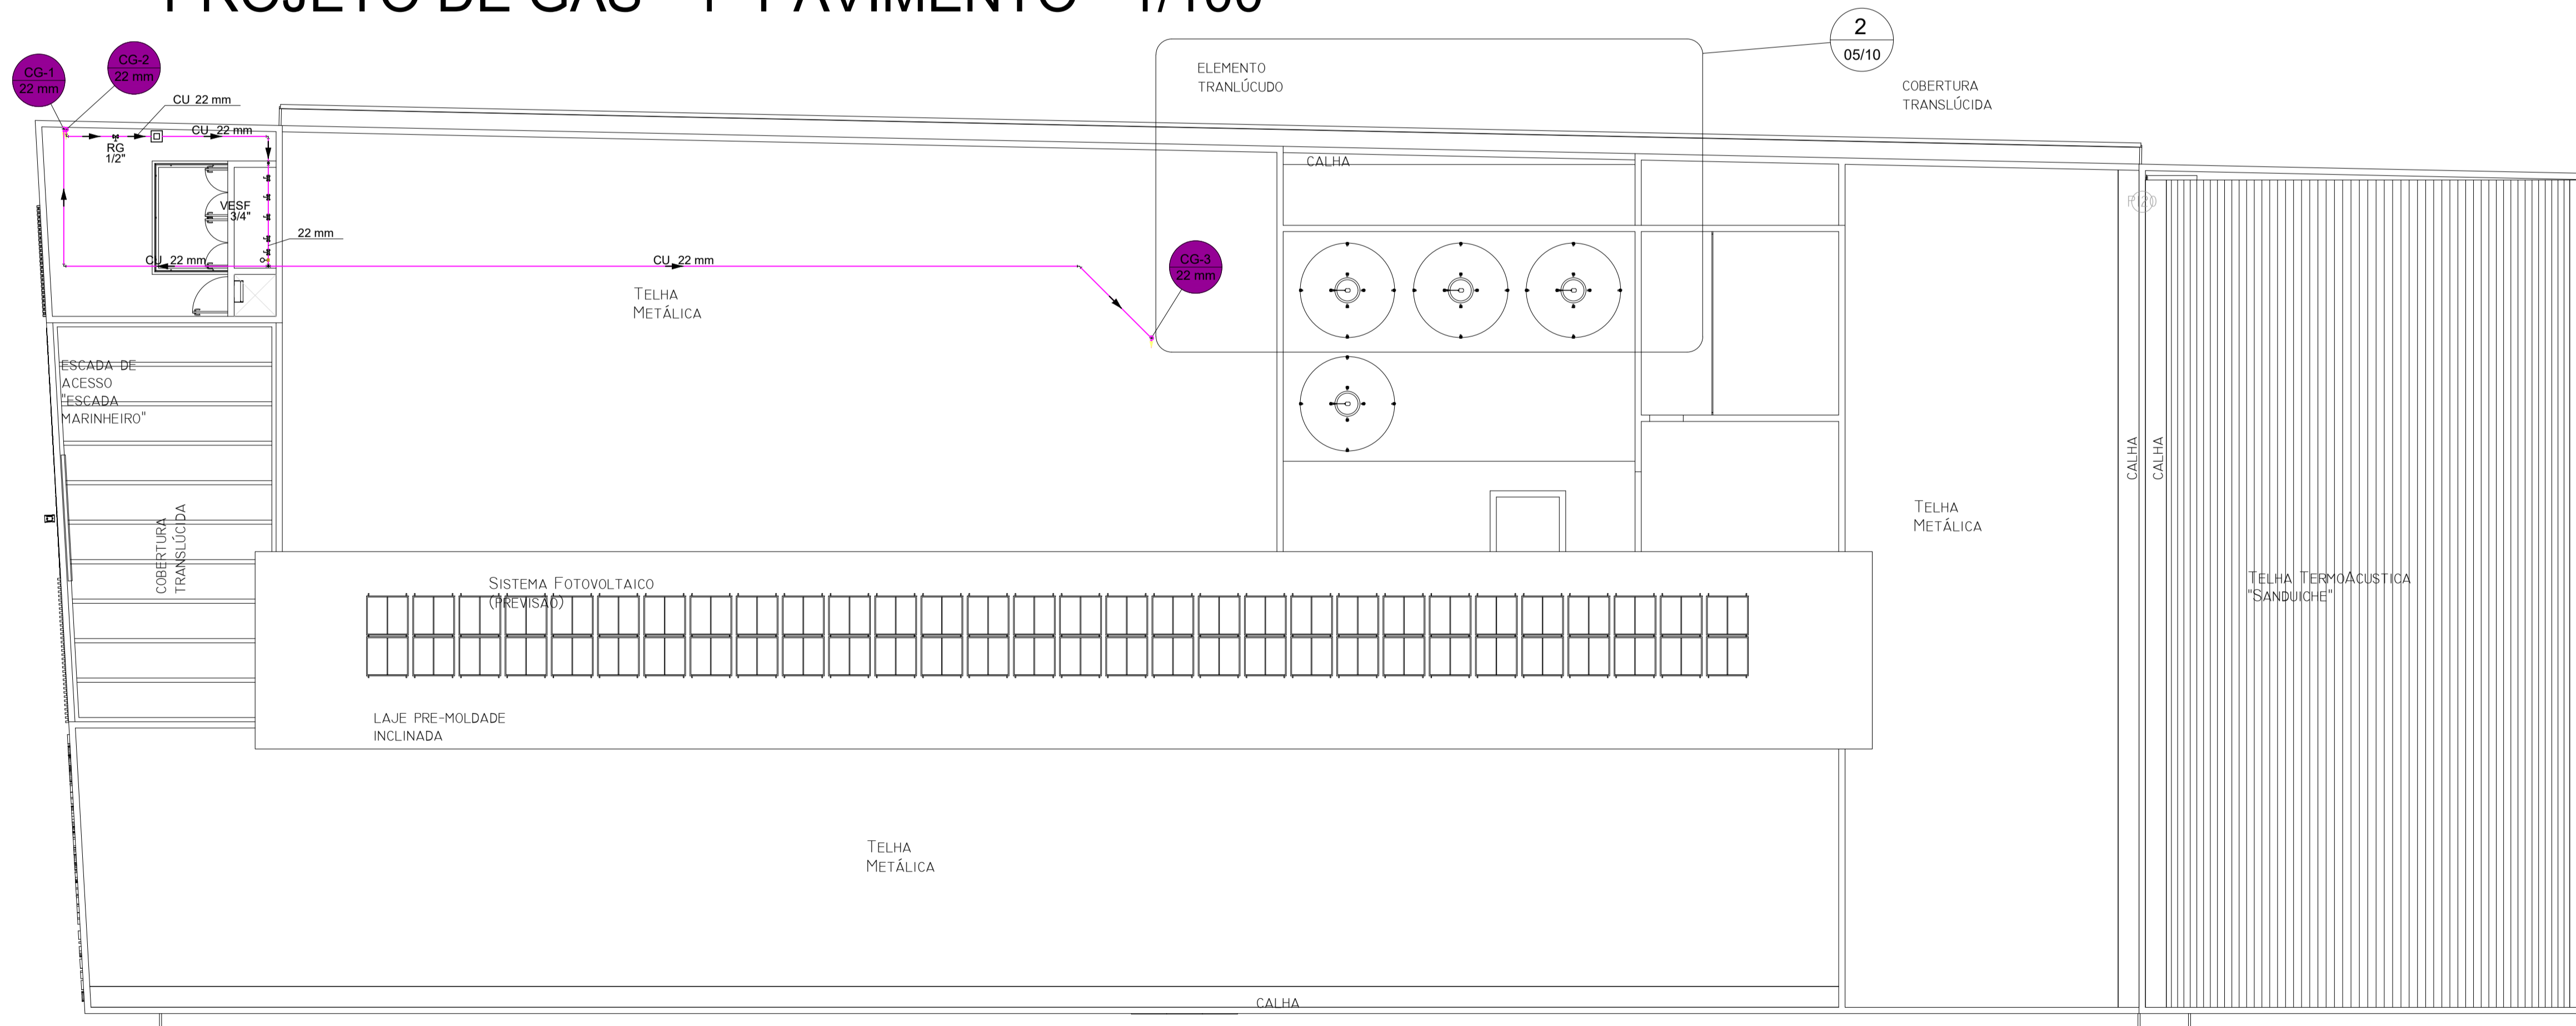 CG-1
22 mm
CG-2
22 mm
CU 22 mm
CU 22 mm
RG
1/2"
VESF
3/4"
22 mm
CU 22 mm
CU 22 mm
CG-3
22 mm
2
05/10
ELEMENTO
TRANLÚCUDO
COBERTURA
TRANSLÚCIDA
CALHA
TELHA
METÁLICA
ESCADA DE
ACESSO
"ESCADA
MARINHEIRO"
COBERTURA
TRANSLÚCIDA
SISTEMA FOTOVOLTAICO
(PREVISÃO)
LAJE PRE-MOLDADE
INCLINADA
TELHA
METÁLICA
CALHA
CALHA
TELHA
METÁLICA
TELHA TERMOACUSTICA
"SANDUICHE"
CALHA